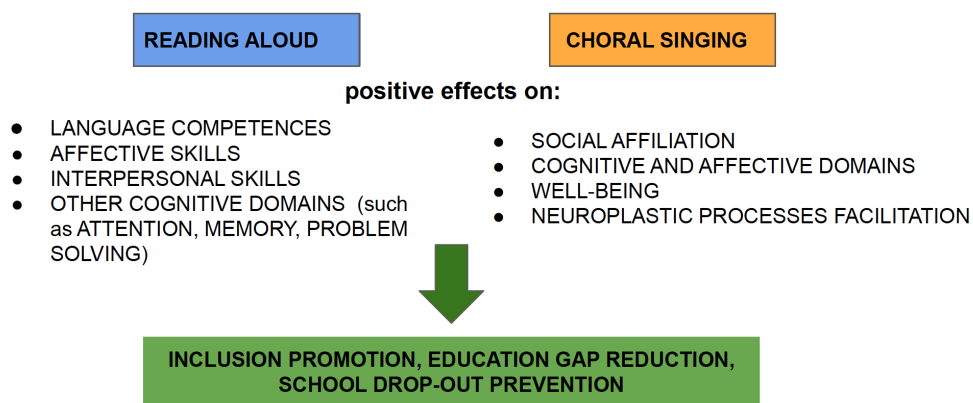 READING ALOUD
CHORAL SINGING
positive effects on:
● LANGUAGE COMPETENCES
● AFFECTIVE SKILLS
● INTERPERSONAL SKILLS
● OTHER COGNITIVE DOMAINS (such
as ATTENTION, MEMORY, PROBLEM
SOLVING)
● SOCIAL AFFILIATION
● COGNITIVE AND AFFECTIVE DOMAINS
● WELL-BEING
● NEUROPLASTIC PROCESSES FACILITATION
INCLUSION PROMOTION, EDUCATION GAP REDUCTION,
SCHOOL DROP-OUT PREVENTION